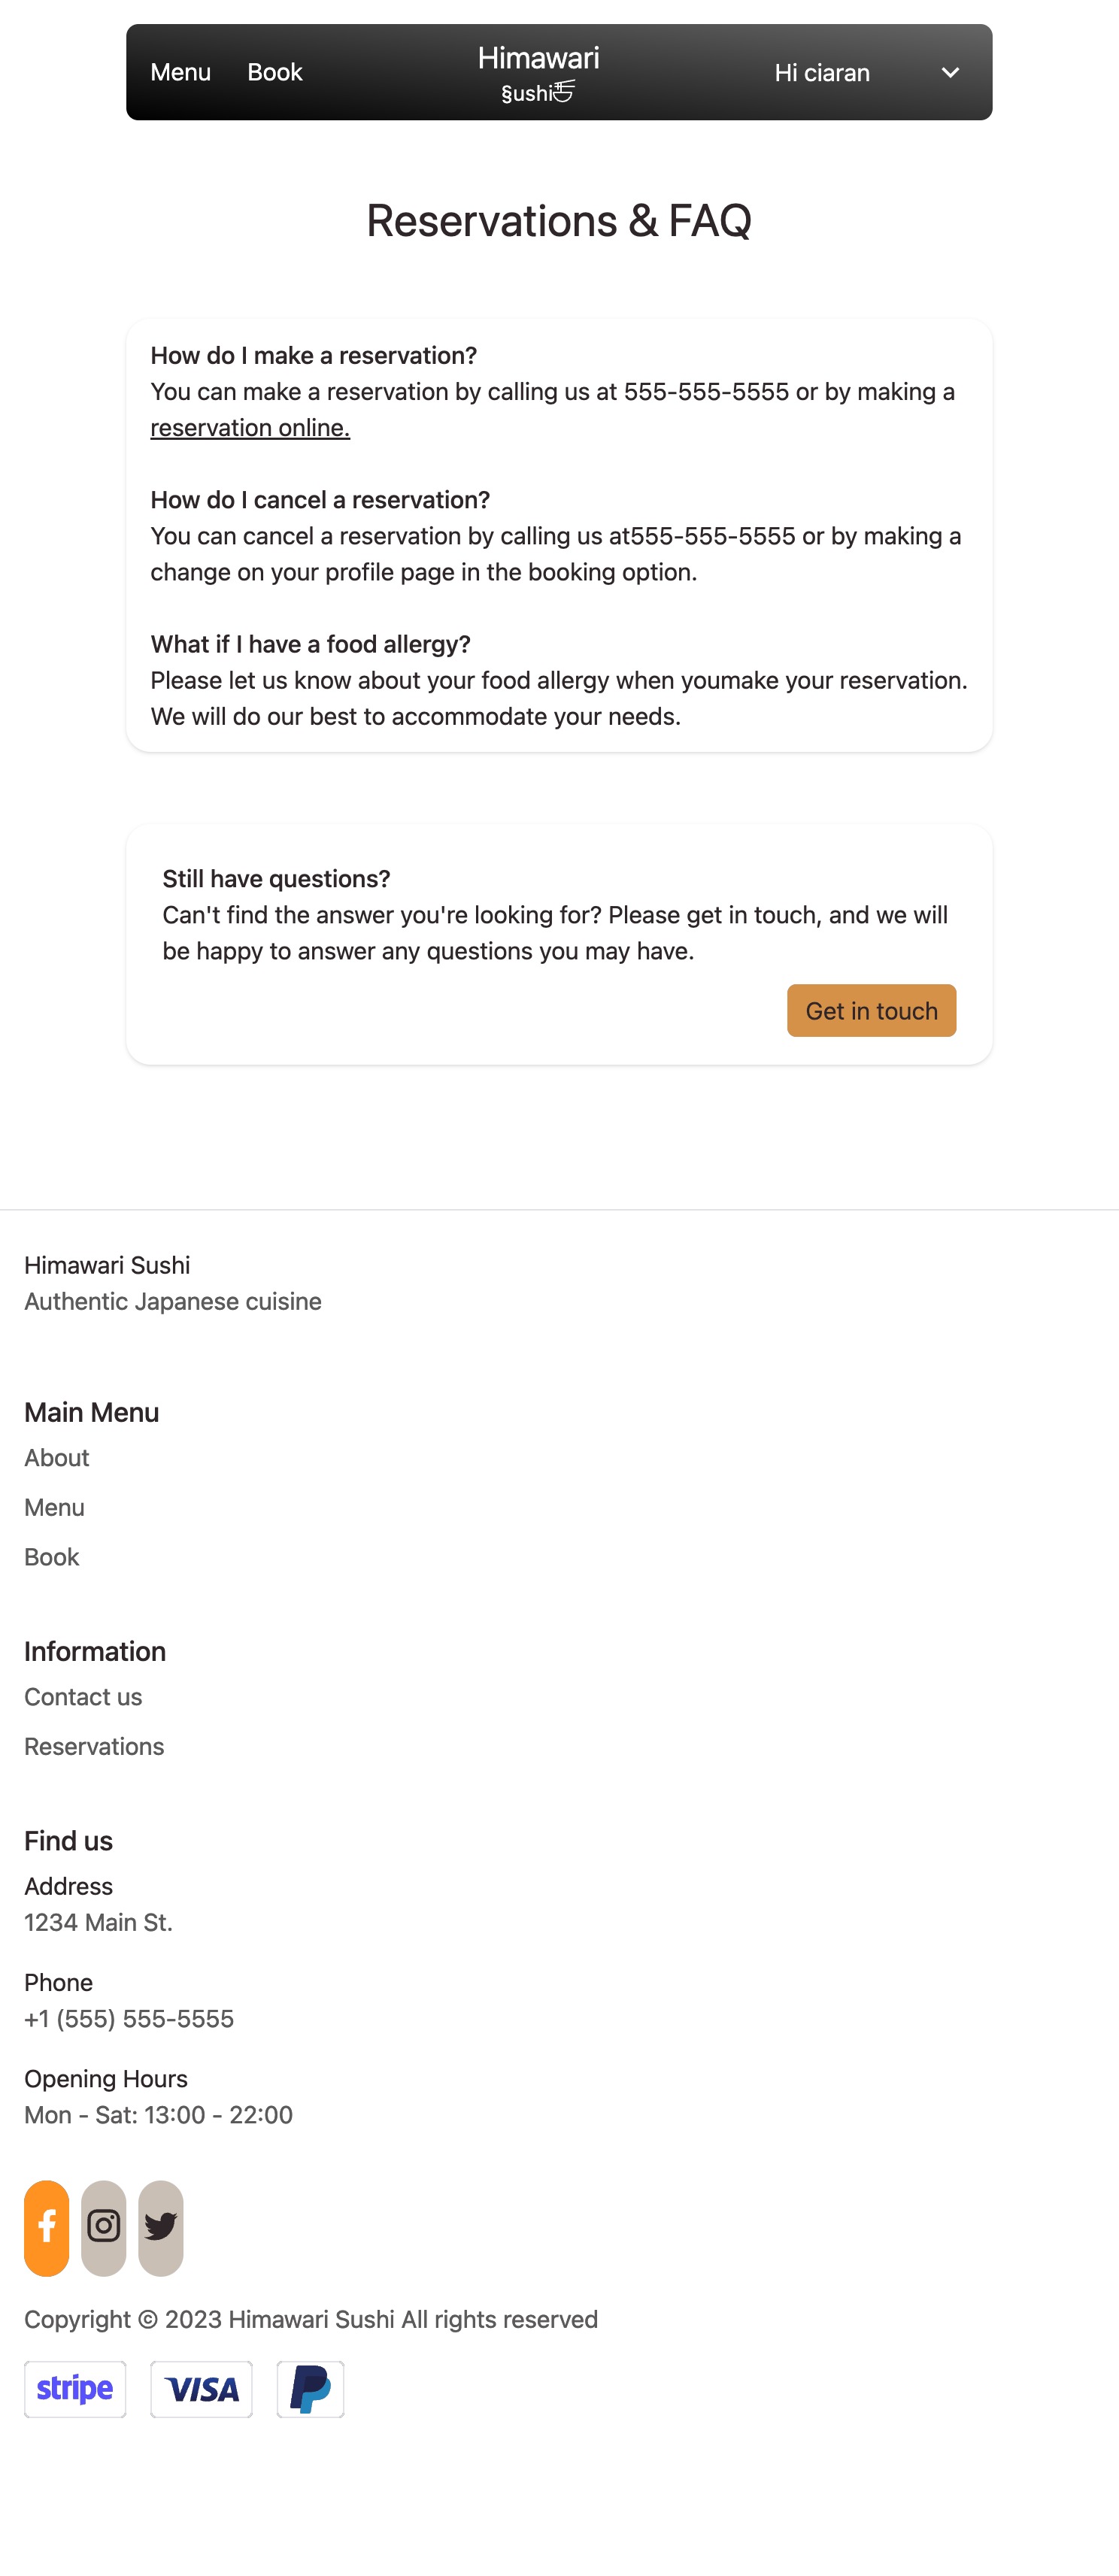 Menu Book
Himawari
§ushi
Hi ciaran
Reservations & FAQ
How do I make a reservation?
You can make a reservation by calling us at 555-555-5555 or by making a
reservation online.
How do I cancel a reservation?
You can cancel a reservation by calling us at555-555-5555 or by making a
change on your profile page in the booking option.
What if I have a food allergy?
Please let us know about your food allergy when youmake your reservation.
We will do our best to accommodate your needs.
Still have questions?
Can't find the answer you're looking for? Please get in touch, and we will
be happy to answer any questions you may have.
Get in touch
Himawari Sushi
Authentic Japanese cuisine
Main Menu
About
Menu
Book
Information
Contact us
Reservations
Find us
Address
1234 Main St.
Phone
+1 (555) 555-5555
Opening Hours
Mon - Sat: 13:00 - 22:00
Copyright © 2023 Himawari Sushi All rights reserved
stripe VISA